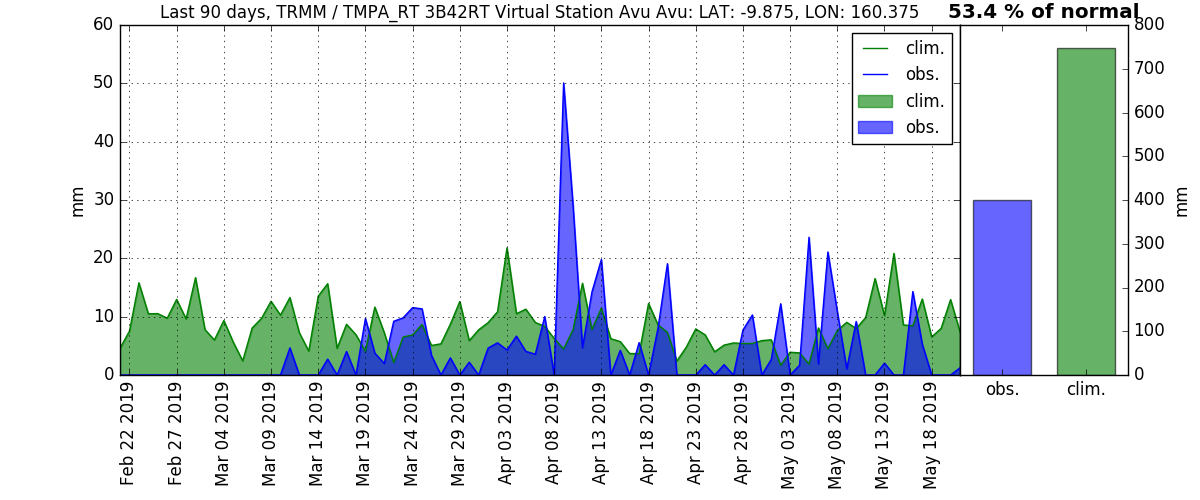 Last 90 days, TRMM / TMPA_RT 3B42RT Virtual Station Avu Avu: LAT: -9.875, LON: 160.375
53.4 % of normal
60
50
40
30
20
10
0
mm
clim.
obs.
clim.
obs.
Feb 22 2019
Feb 27 2019
Mar 04 2019
Mar 09 2019
Mar 14 2019
Mar 19 2019
Mar 24 2019
Mar 29 2019
Apr 03 2019
Apr 08 2019
Apr 13 2019
Apr 18 2019
Apr 23 2019
Apr 28 2019
May 03 2019
May 08 2019
May 13 2019
May 18 2019
800
700
600
500
400
300
200
100
0
mm
obs.
clim.